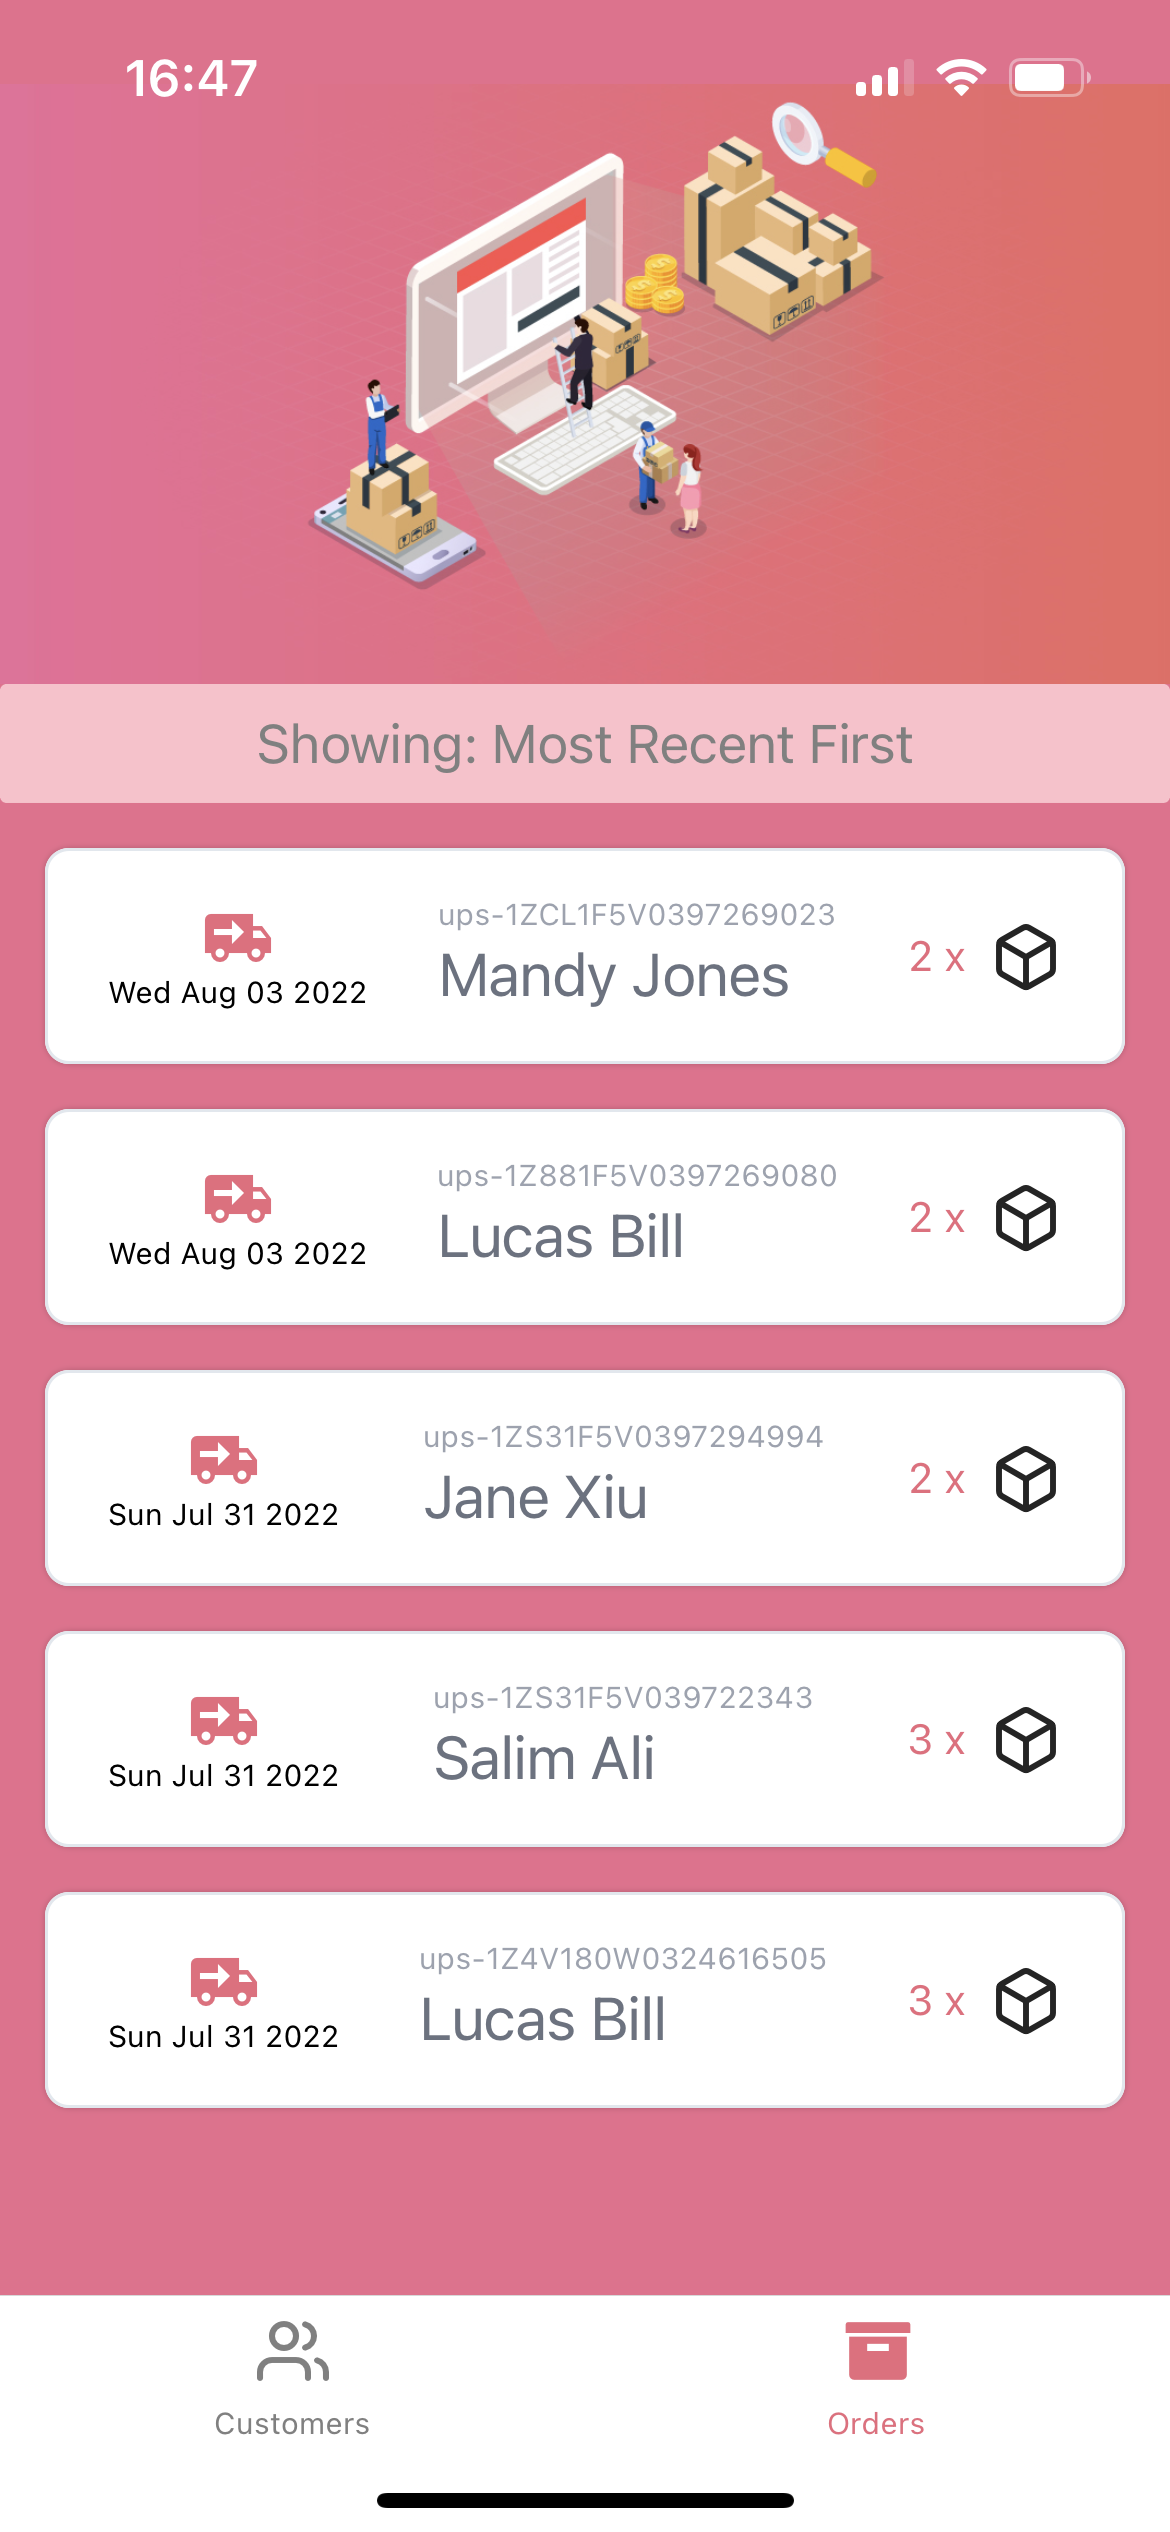 16:47
Showing: Most Recent First
ups-1ZCL1F5V0397269023
Mandy Jones
Wed Aug 03 2022
2 x
ups-1Z881F5V0397269080
Lucas Bill
Wed Aug 03 2022
2 x
ups-1ZS31F5V0397294994
Jane Xiu
Sun Jul 31 2022
2 x
ups-1ZS31F5V039722343
Salim Ali
Sun Jul 31 2022
3 x
ups-1Z4V180W0324616505
Lucas Bill
Sun Jul 31 2022
3 x
Customers
Orders